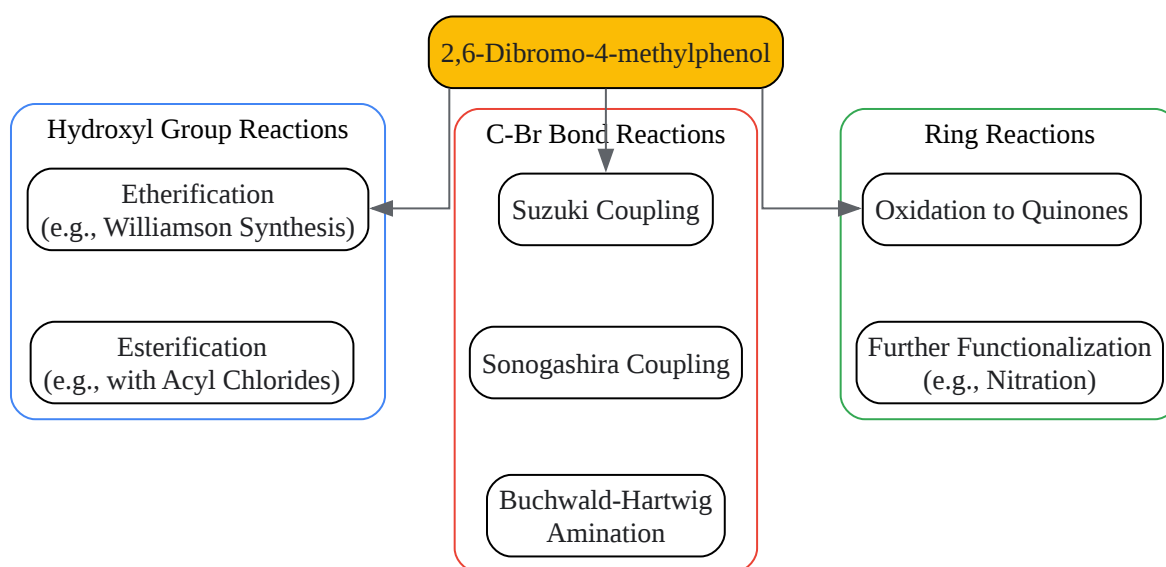 2,6-Dibromo-4-methylphenol
Hydroxyl Group Reactions
Etherification
(e.g., Williamson Synthesis)
Esterification
(e.g., with Acyl Chlorides)
C-Br Bond Reactions
Suzuki Coupling
Sonogashira Coupling
Buchwald-Hartwig
Amination
Ring Reactions
Oxidation to Quinones
Further Functionalization
(e.g., Nitration)